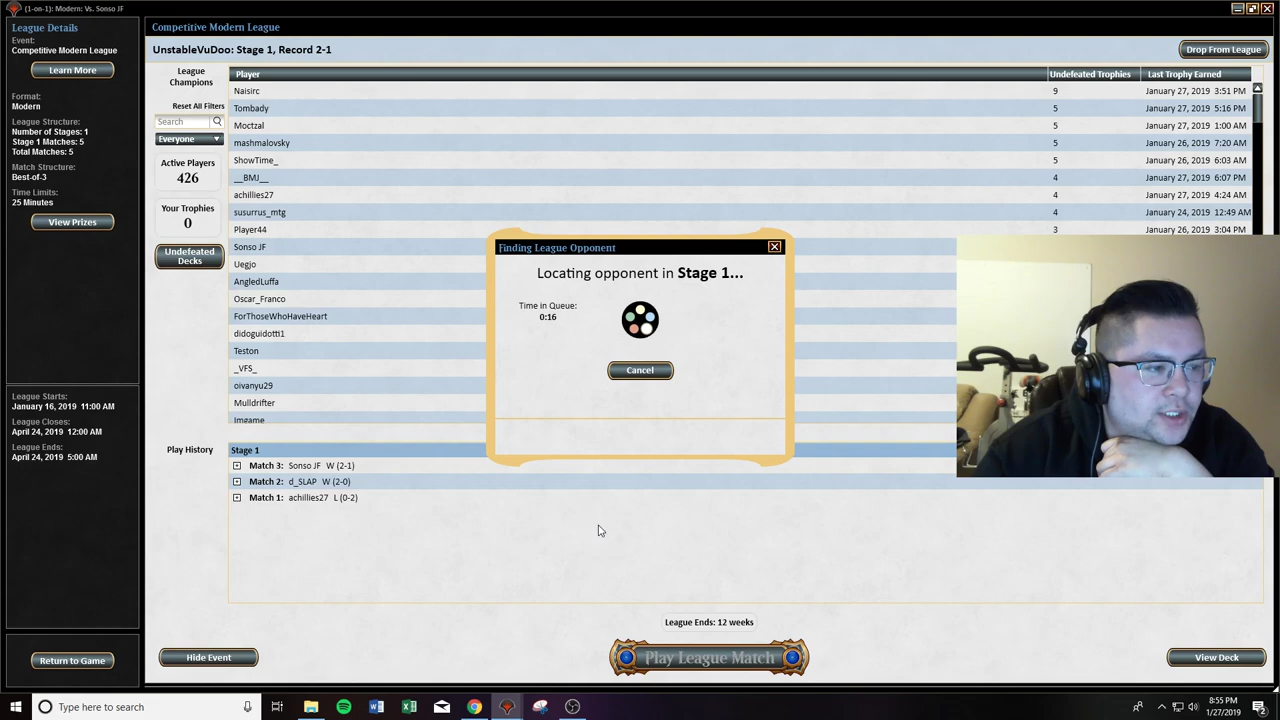 (1-on-1): Modern: Vs. Sonso JF
League Details
Event:
Competitive Modern League
Learn More
Format:
Modern
League Structure:
Number of Stages: 1
Stage 1 Matches: 5
Total Matches: 5
Match Structure:
Best-of-3
Time Limits:
25 Minutes
View Prizes
League Starts:
January 16, 2019 11:00 AM
League Closes:
April 24, 2019 12:00 AM
League Ends:
April 24, 2019 5:00 AM
Return to Game
Competitive Modern League
UnstableVuDoo: Stage 1, Record 2-1
Drop From League
League
Champions
Reset All Filters
Search
Everyone
Active Players
426
Your Trophies
0
Undefeated
Decks
Player Undefeated Trophies Last Trophy Earned
Naisirc 9 January 27, 2019 3:51 PM
Tombady 5 January 27, 2019 5:16 PM
Moctzal 5 January 27, 2019 1:00 AM
mashmalovsky 5 January 26, 2019 7:20 AM
ShowTime_ 5 January 26, 2019 6:03 AM
__BMJ__ 4 January 27, 2019 6:07 PM
achillies27 4 January 27, 2019 4:24 AM
susurrus_mtg 4 January 24, 2019 12:49 AM
Player44 3 January 26, 2019 3:04 PM
Sonso JF
Uegjo
AngledLuffa
Oscar_Franco
ForThoseWhoHaveHeart
didoguidotti1
Teston
_VFS_
oivanyu29
Mulldrifter
Imgame
Finding League Opponent
Locating opponent in Stage 1...
Time in Queue:
0:16
Cancel
Play History
Stage 1
Match 3: Sonso JF W (2-1)
Match 2: d_SLAP W (2-0)
Match 1: achillies27 L (0-2)
League Ends: 12 weeks
Hide Event
Play League Match
View Deck
Type here to search
8:55 PM
1/27/2019
2